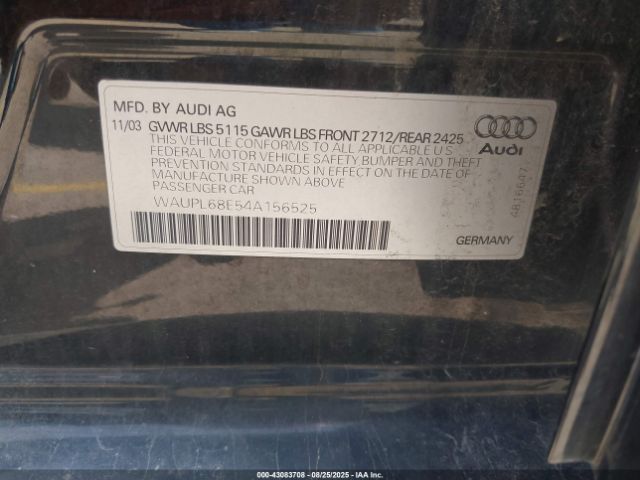 MFD. BY AUDI AG
11/03 GVWR LBS 5115 GAWR LBS FRONT 2712/REAR 2425
THIS VEHICLE CONFORMS TO ALL APPLICABLE U.S.
FEDERAL MOTOR VEHICLE SAFETY BUMPER AND THEFT
PREVENTION STANDARDS IN EFFECT ON THE DATE OF
MANUFACTURE SHOWN ABOVE
PASSENGER CAR
WAUPL68E54A156525
Audi
4816647
GERMANY
00-43083708 - 08/25/2025 - IAA Inc.